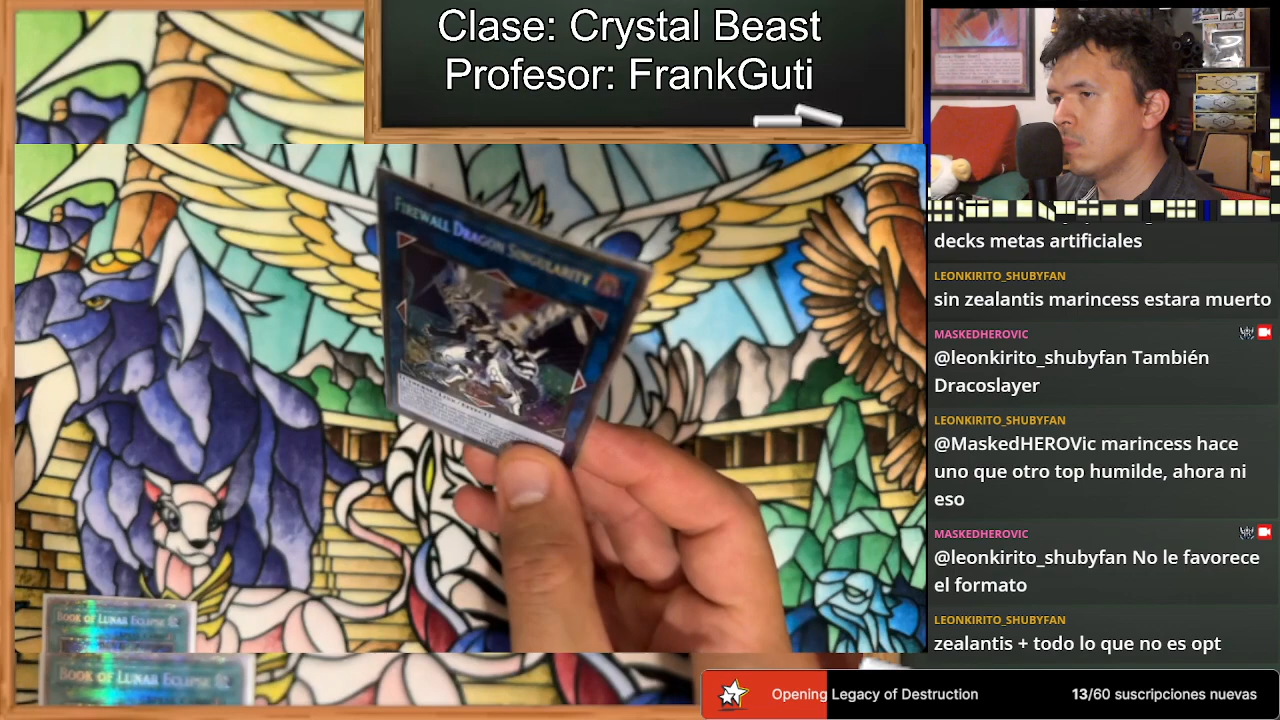 Clase: Crystal Beast
Profesor: FrankGuti
FIREWALL DRAGON SINGULARITY
BOOK OF LUNAR ECLIPSE
BOOK OF LUNAR ECLIPSE
decks metas artificiales
LEONKIRITO_SHUBYFAN
sin zealantis marincess estara muerto
MASKEDHEROVIC
@leonkirito_shubyfan También
Dracoslayer
LEONKIRITO_SHUBYFAN
@MaskedHEROVic marincess hace
uno que otro top humilde, ahora ni
eso
MASKEDHEROVIC
@leonkirito_shubyfan No le favorece
el formato
LEONKIRITO_SHUBYFAN
zealantis + todo lo que no es opt
Opening Legacy of Destruction
13/60 suscripciones nuevas